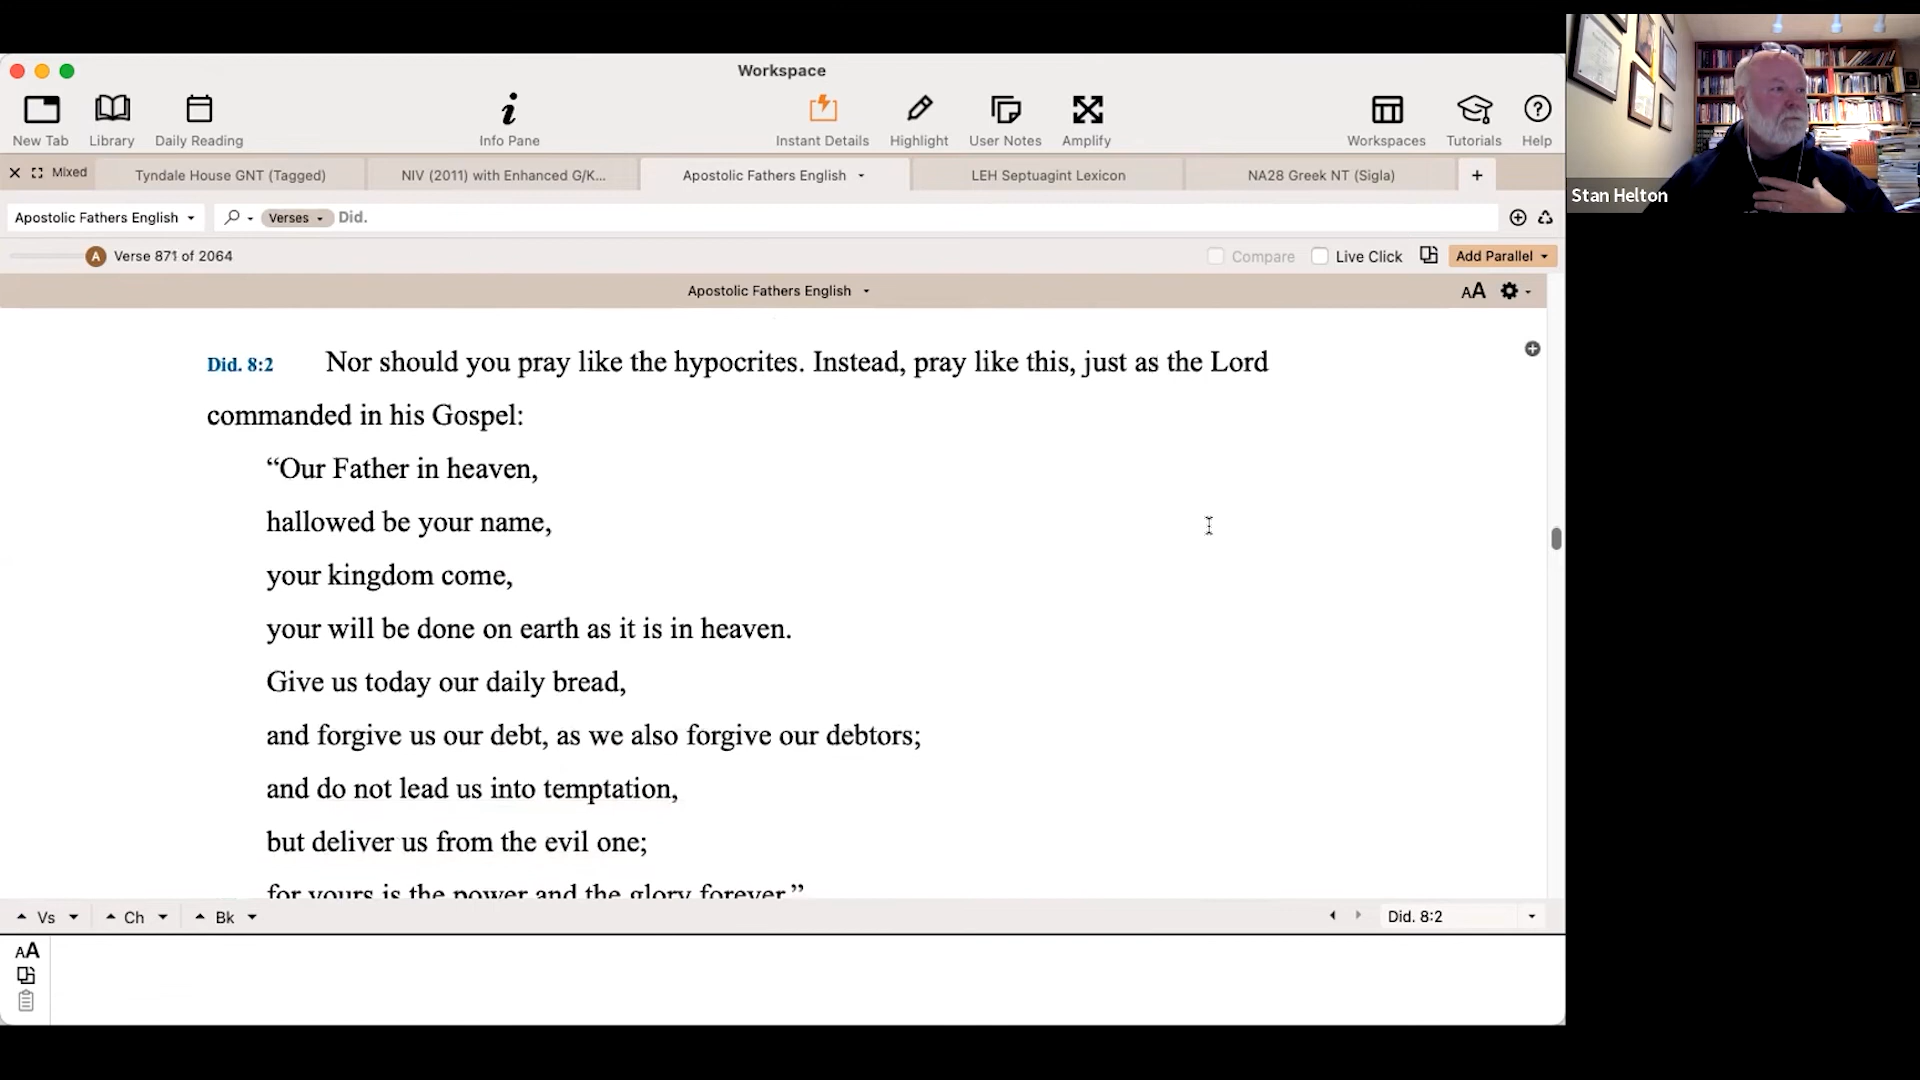 Workspace
New Tab Library Daily Reading Info Pane Instant Details Highlight User Notes Amplify Workspaces Tutorials Help
Mixed Tyndale House GNT (Tagged) NIV (2011) with Enhanced G/K... Apostolic Fathers English LEH Septuagint Lexicon NA28 Greek NT (Sigla) +
Apostolic Fathers English Verses Did.
A Verse 871 of 2064 Compare Live Click Add Parallel
Apostolic Fathers English AA
Did. 8:2 Nor should you pray like the hypocrites. Instead, pray like this, just as the Lord
commanded in his Gospel:
“Our Father in heaven,
hallowed be your name,
your kingdom come,
your will be done on earth as it is in heaven.
Give us today our daily bread,
and forgive us our debt, as we also forgive our debtors;
and do not lead us into temptation,
but deliver us from the evil one;
for yours is the power and the glory forever.”
Vs Ch Bk Did. 8:2
AA
Stan Helton